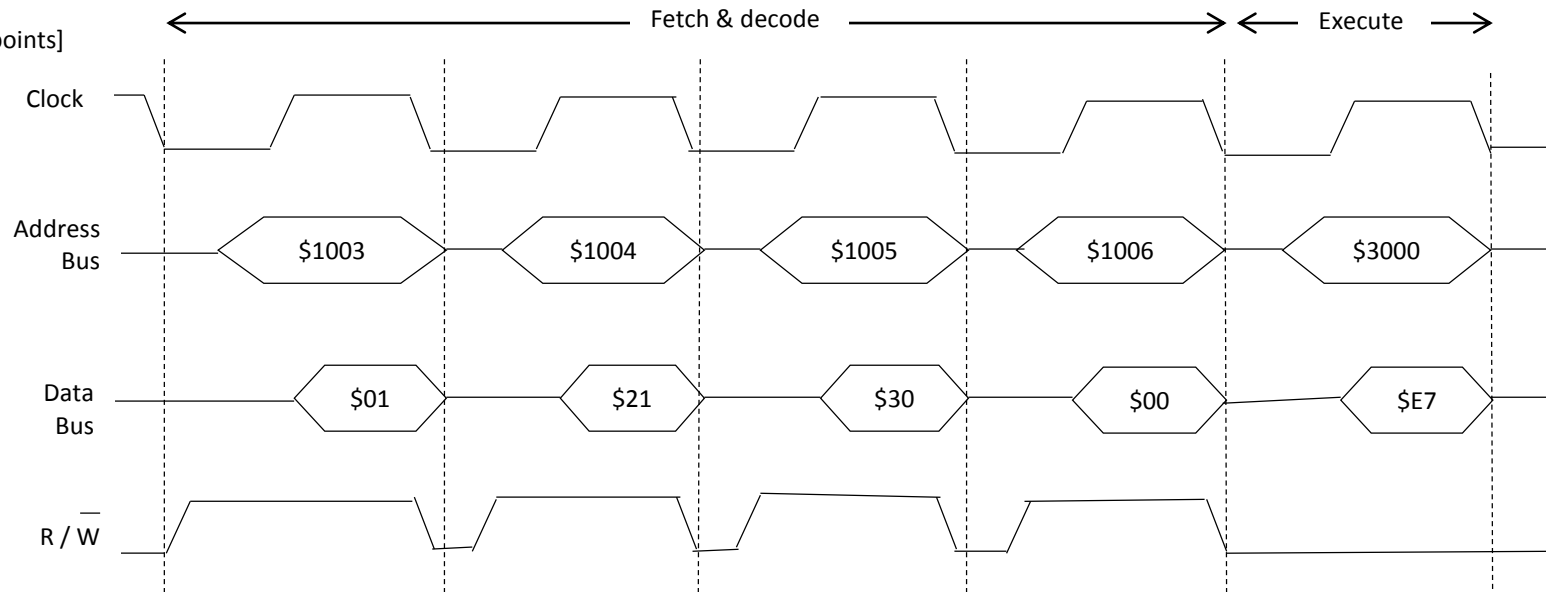 Fetch & decode
Execute
points]
Clock
Address
Bus
$1003
$1004
$1005
$1006
$3000
Data
Bus
$01
$21
$30
$00
$E7
R / W̅